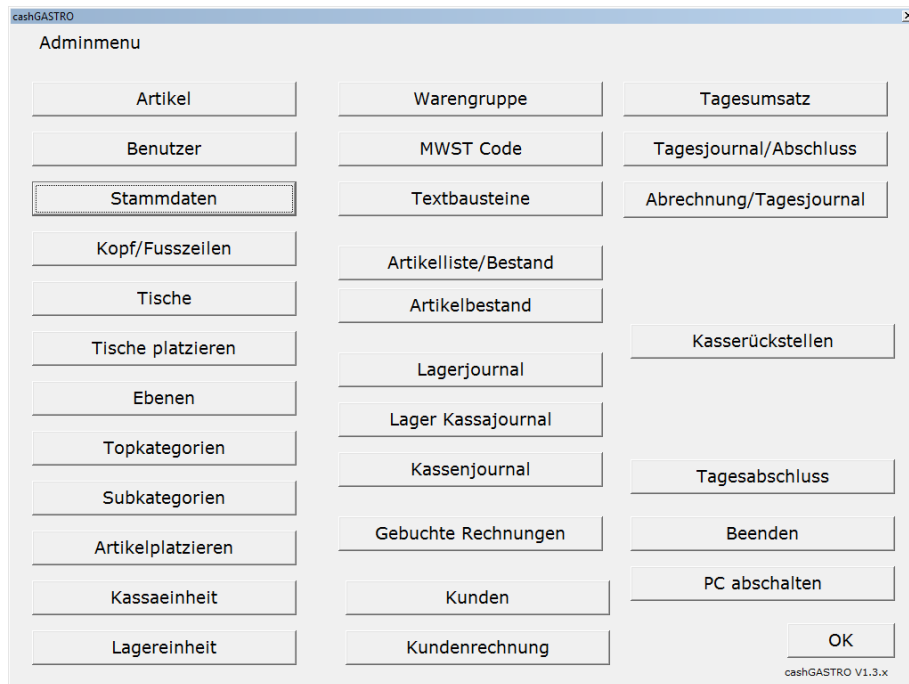 cashGASTRO
Adminmenu
Artikel
Benutzer
Stammdaten
Kopf/Fusszeilen
Tische
Tische platzieren
Ebenen
Topkategorien
Subkategorien
Artikelplatzieren
Kassaeinheit
Lagereinheit
Warengruppe
MWST Code
Textbausteine
Artikelliste/Bestand
Artikelbestand
Lagerjournal
Lager Kassajournal
Kassenjournal
Gebuchte Rechnungen
Kunden
Kundenrechnung
Tagesumsatz
Tagesjournal/Abschluss
Abrechnung/Tagesjournal
Kasserückstellen
Tagesabschluss
Beenden
PC abschalten
OK
cashGASTRO V1.3.x